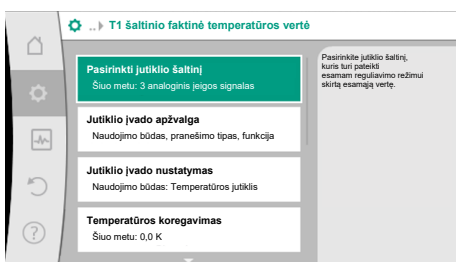 ..▸ T1 šaltinio faktinė temperatūros vertė
Pasirinkti jutiklio šaltinį
Šiuo metu: 3 analoginis įeigos signalas
Jutiklio įvado apžvalga
Naudojimo būdas, pranešimo tipas, funkcija
Jutiklio įvado nustatymas
Naudojimo būdas: Temperatūros jutiklis
Temperatūros koregavimas
Šiuo metu: 0,0 K
Pasirinkite jutiklio šaltinį,
kuris turi pateikti
esamam reguliavimo režimui
skirtą esamąją vertę.
?